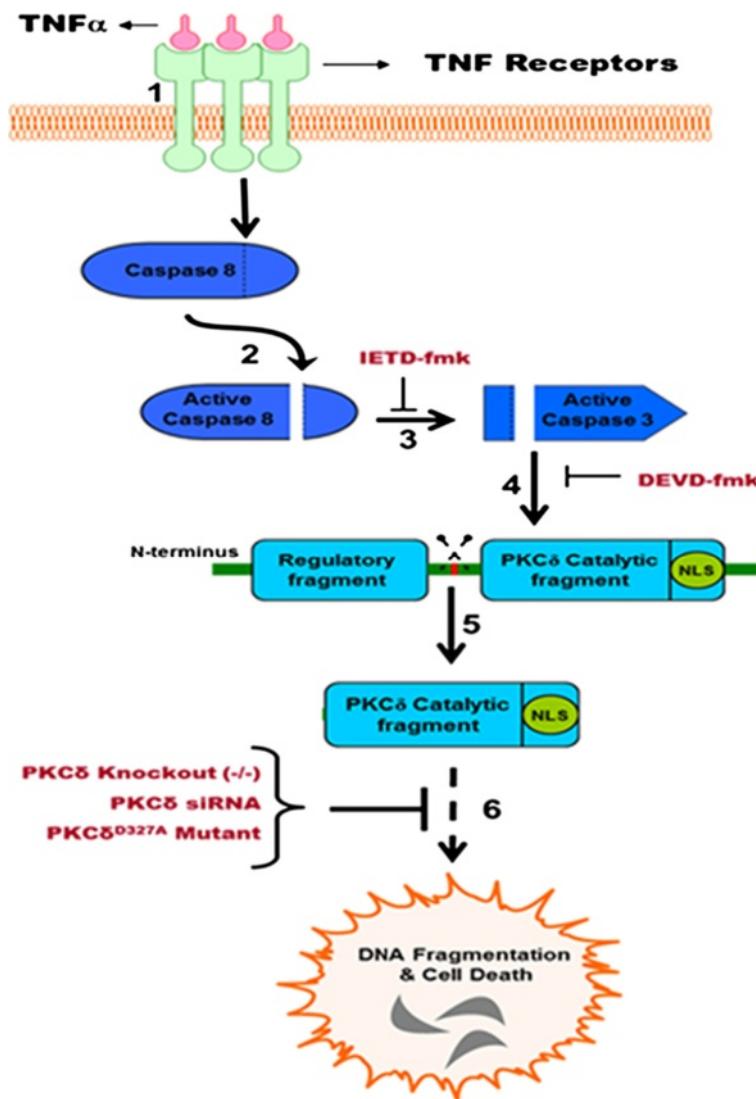 TNFα
TNF Receptors
1
Caspase 8
2
IETD-fmk
Active
Caspase 8
3
Active
Caspase 3
4
DEVD-fmk
N-terminus
Regulatory
fragment
PKCδ Catalytic
fragment
NLS
5
PKCδ Catalytic
fragment
NLS
PKCδ Knockout (-/-)
PKCδ siRNA
PKCδD327A Mutant
6
DNA Fragmentation
& Cell Death